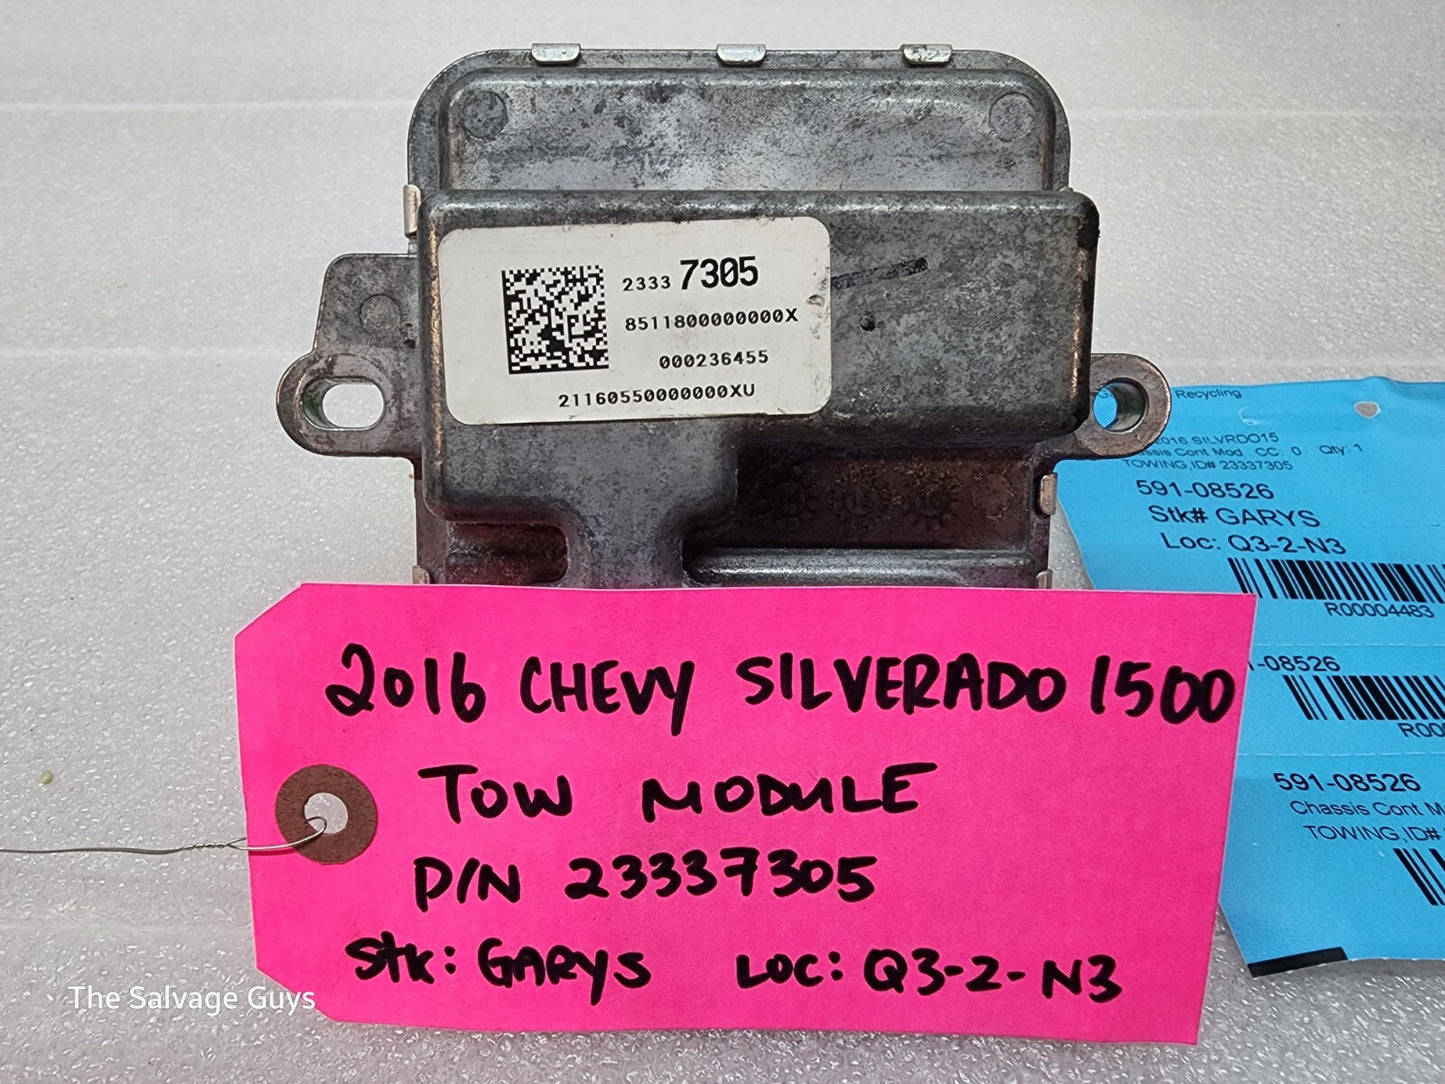 2333 7305
8511800000000X
000236455
21160550000000XU
Recycling
2016 SILVRDO15
Cont Mod CC: 0 Qty: 1
TOWING,ID# 23337305
591-08526
Stk# GARYS
Loc: Q3-2-N3
R00004483
-08526
591-08526
Chassis Cont
TOWING,ID#
2016 CHEVY SILVERADO 1500
TOW MODULE
P/N 23337305
Stk: GARYS LOC: Q3-2-N3
The Salvage Guys